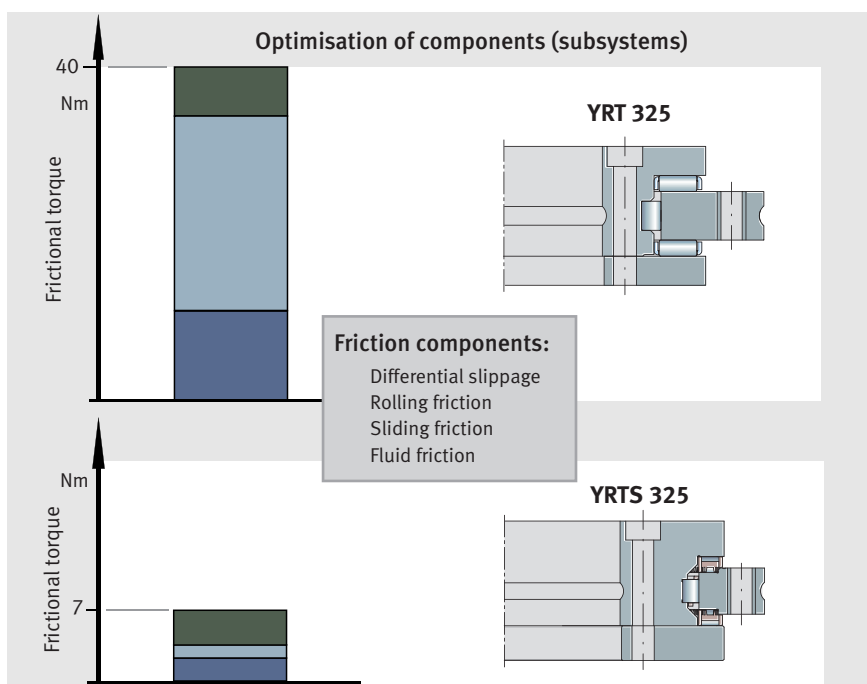 Optimisation of components (subsystems)
40
Nm
Frictional torque
YRT 325
Friction components:
Differential slippage
Rolling friction
Sliding friction
Fluid friction
Nm
7
Frictional torque
YRTS 325